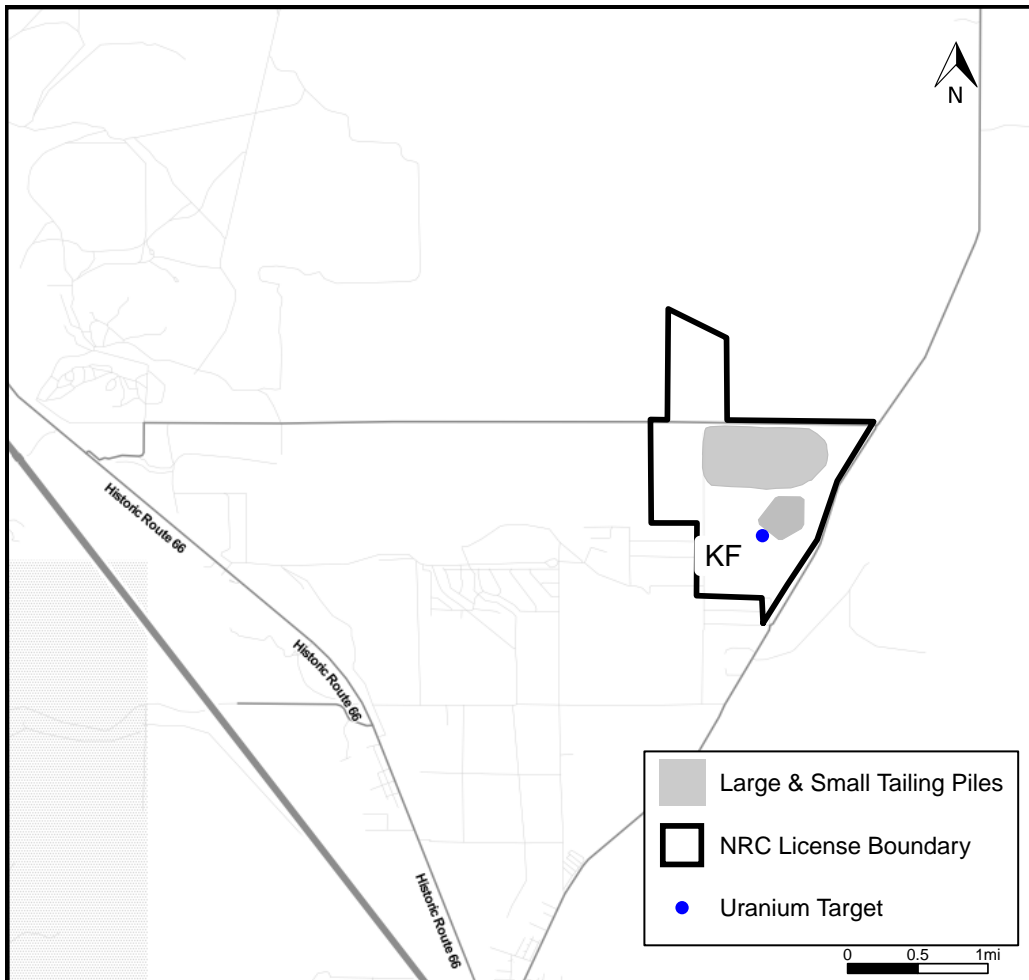 N
Historic Route 66
KF
Historic Route 66
Large & Small Tailing Piles
NRC License Boundary
Historic Route 66
Uranium Target
0 0.5 1mi